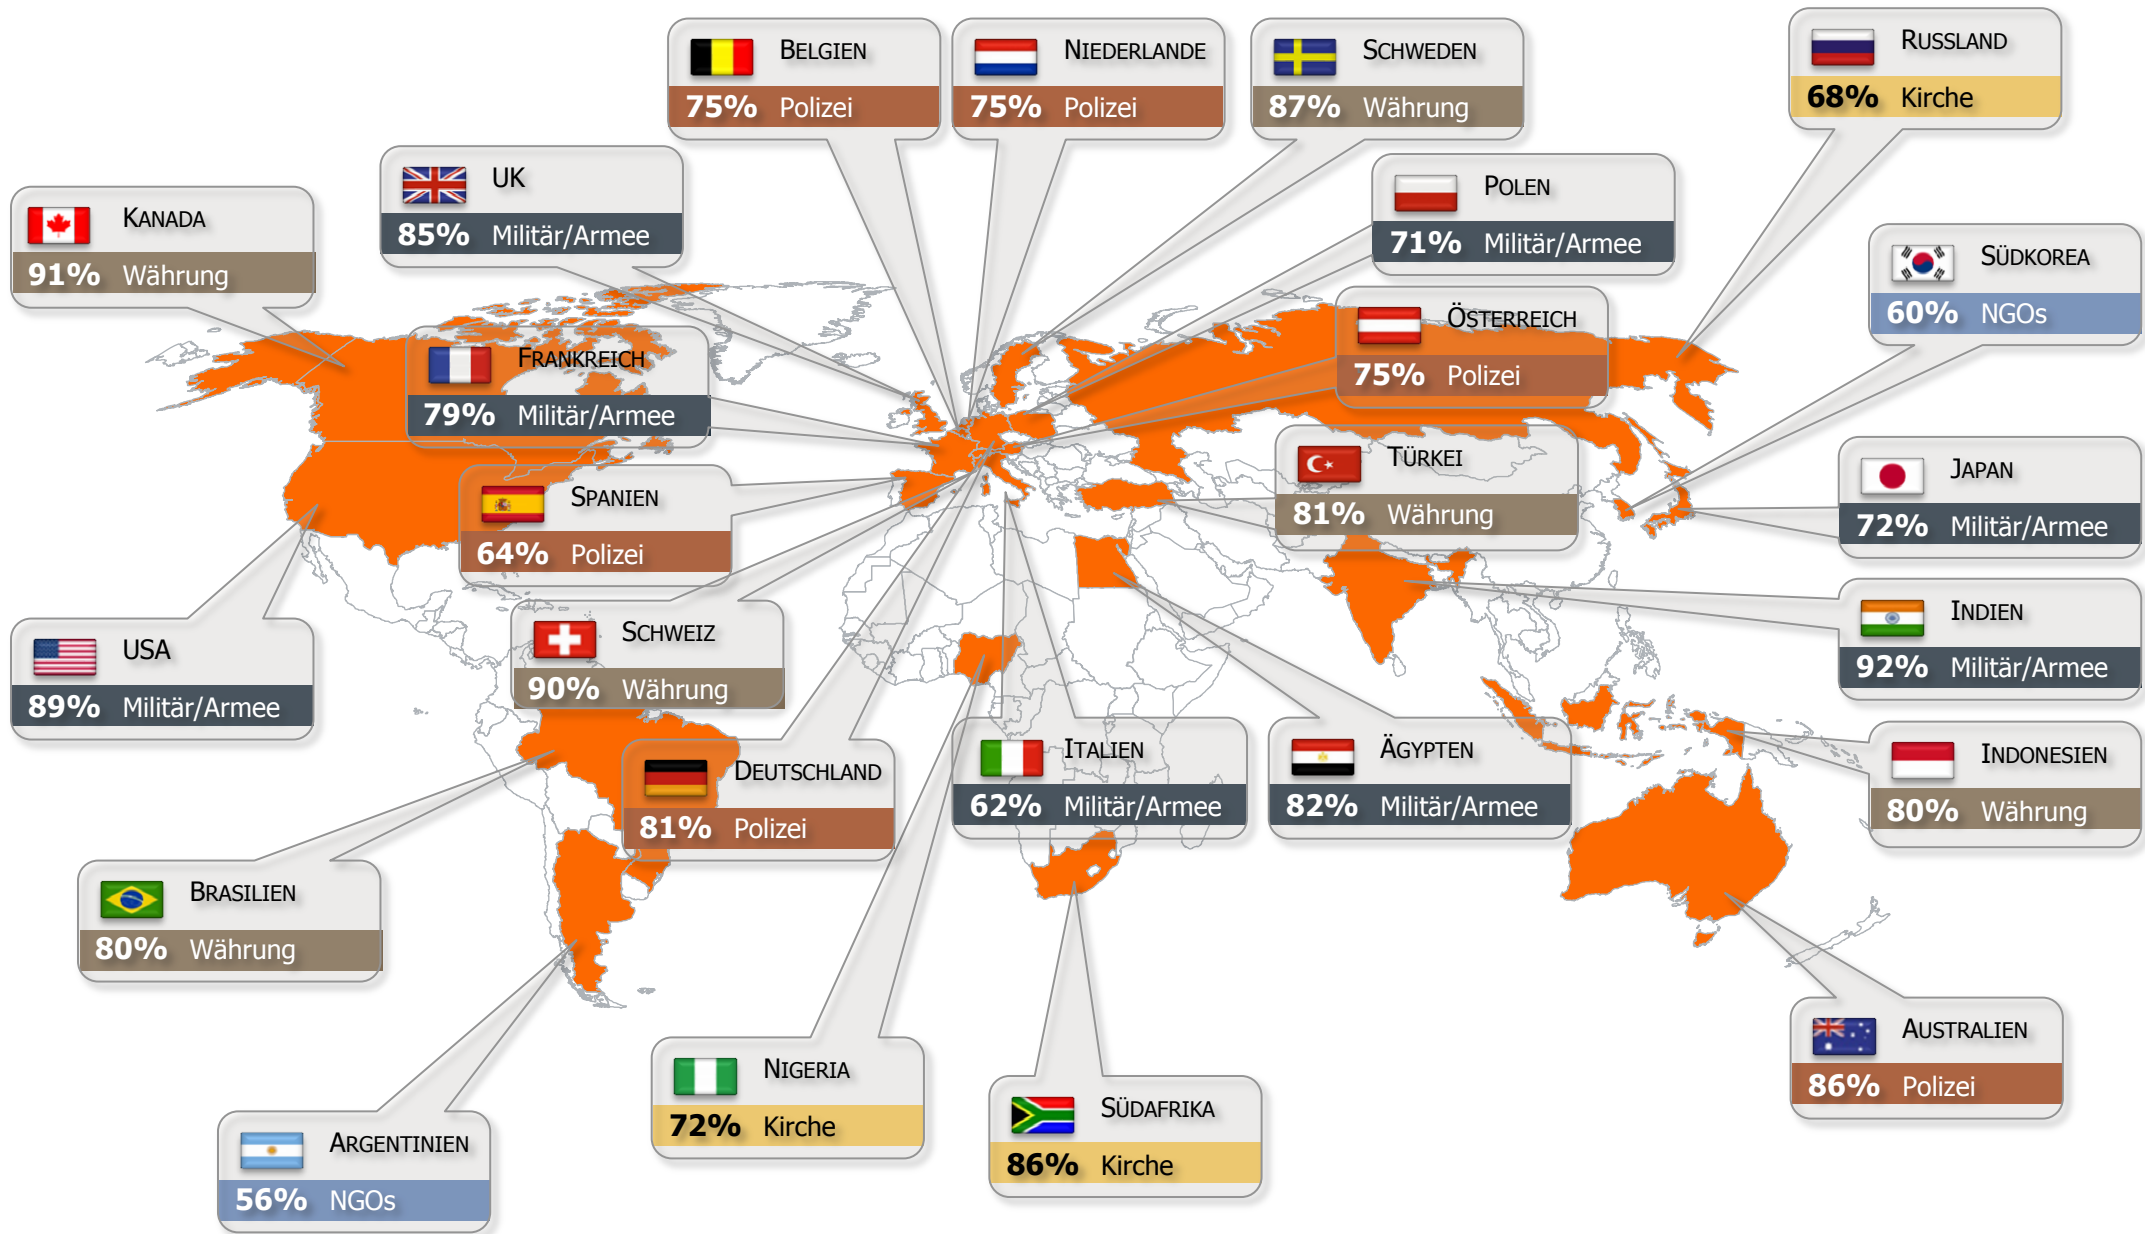 BELGIEN
75% Polizei
NIEDERLANDE
75% Polizei
SCHWEDEN
87% Währung
RUSSLAND
68% Kirche
UK
85% Militär/Armee
POLEN
71% Militär/Armee
KANADA
91% Währung
SÜDKOREA
60% NGOs
FRANKREICH
79% Militär/Armee
ÖSTERREICH
75% Polizei
SPANIEN
64% Polizei
TÜRKEI
81% Währung
JAPAN
72% Militär/Armee
USA
89% Militär/Armee
SCHWEIZ
90% Währung
INDIEN
92% Militär/Armee
DEUTSCHLAND
81% Polizei
ITALIEN
62% Militär/Armee
ÄGYPTEN
82% Militär/Armee
INDONESIEN
80% Währung
BRASILIEN
80% Währung
AUSTRALIEN
86% Polizei
NIGERIA
72% Kirche
SÜDAFRIKA
86% Kirche
ARGENTINIEN
56% NGOs